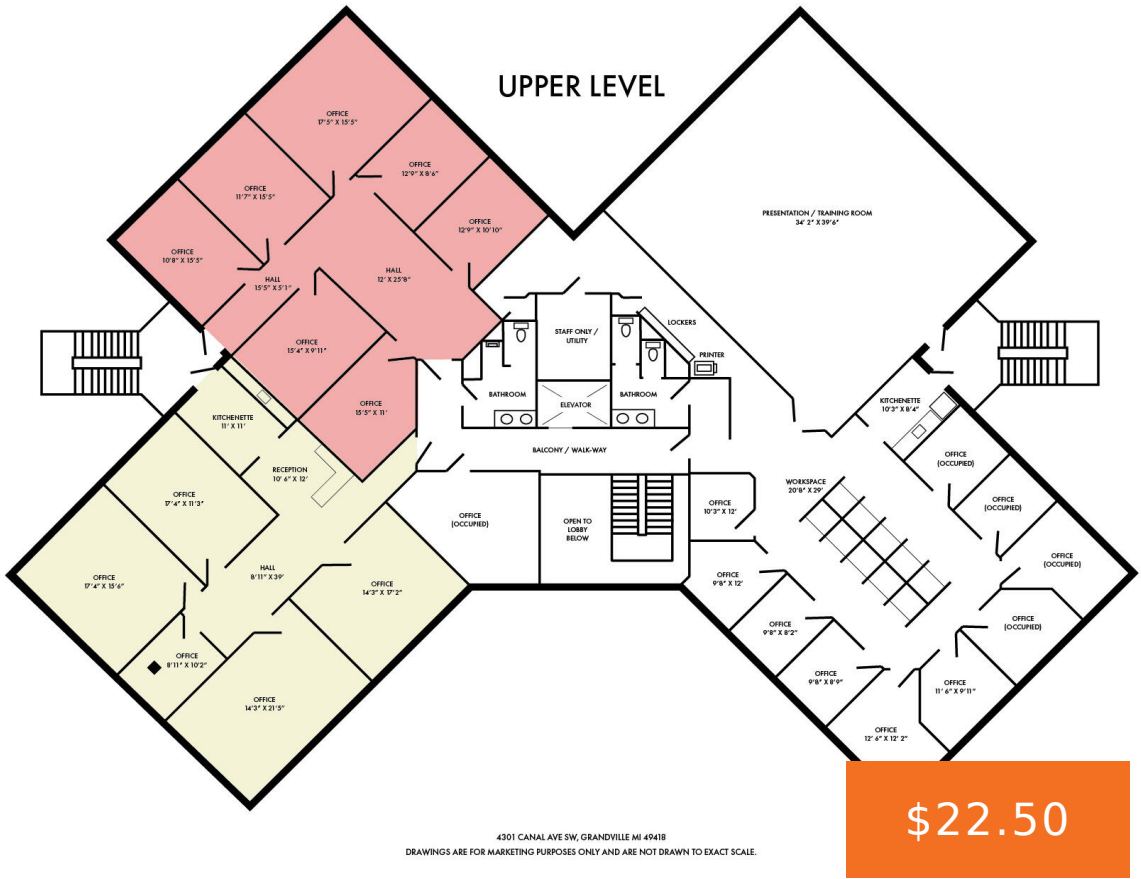 UPPER LEVEL
OFFICE
17'5" X 15'5"
OFFICE
12'9" X 8'6"
OFFICE
11'7" X 15'5"
OFFICE
12'9" X 10'10"
OFFICE
10'8" X 15'5"
HALL
15'5" X 5'1"
HALL
12' X 25'8"
OFFICE
15'4" X 9'11"
OFFICE
15'5" X 11'
PRESENTATION / TRAINING ROOM
34' 2" X 39'6"
STAFF ONLY /
UTILITY
LOCKERS
PRINTER
BATHROOM
ELEVATOR
BATHROOM
BALCONY / WALK-WAY
KITCHENETTE
11' X 11'
RECEPTION
10' 6" X 12'
OFFICE
17'4" X 11'3"
OFFICE
17'4" X 15'6"
HALL
8'11" X 39'
OFFICE
14'3" X 17'2"
OFFICE
8'11" X 10'2"
OFFICE
14'3" X 21'5"
OFFICE
(OCCUPIED)
OPEN TO
LOBBY
BELOW
KITCHENETTE
10'3" X 8'4"
OFFICE
(OCCUPIED)
WORKSPACE
20'8" X 29'
OFFICE
(OCCUPIED)
OFFICE
10'3" X 12'
OFFICE
(OCCUPIED)
OFFICE
9'8" X 12'
OFFICE
(OCCUPIED)
OFFICE
9'8" X 8'2"
OFFICE
9'8" X 8'9"
OFFICE
11' 6" X 9'11"
OFFICE
12' 6" X 12' 2"
$22.50
4301 CANAL AVE SW, GRANDVILLE MI 49418
DRAWINGS ARE FOR MARKETING PURPOSES ONLY AND ARE NOT DRAWN TO EXACT SCALE.